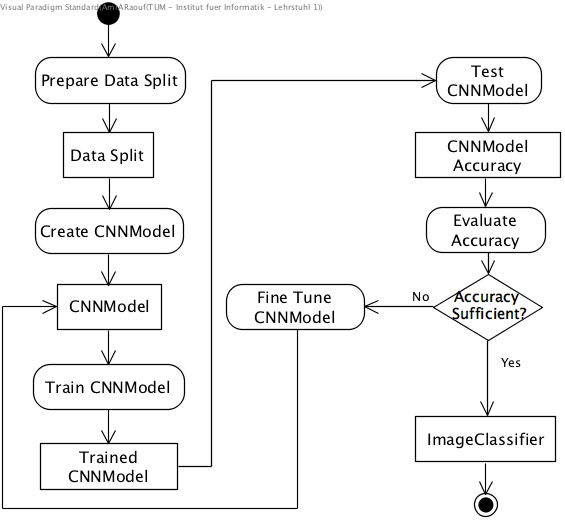 Visual Paradigm Standard(Amr ARaouf(TUM - Institut fuer Informatik - Lehrstuhl 1))
Prepare Data Split
Data Split
Create CNNModel
CNNModel
Train CNNModel
Trained
CNNModel
Test
CNNModel
CNNModel
Accuracy
Evaluate
Accuracy
Accuracy
Sufficient?
No
Fine Tune
CNNModel
Yes
ImageClassifier